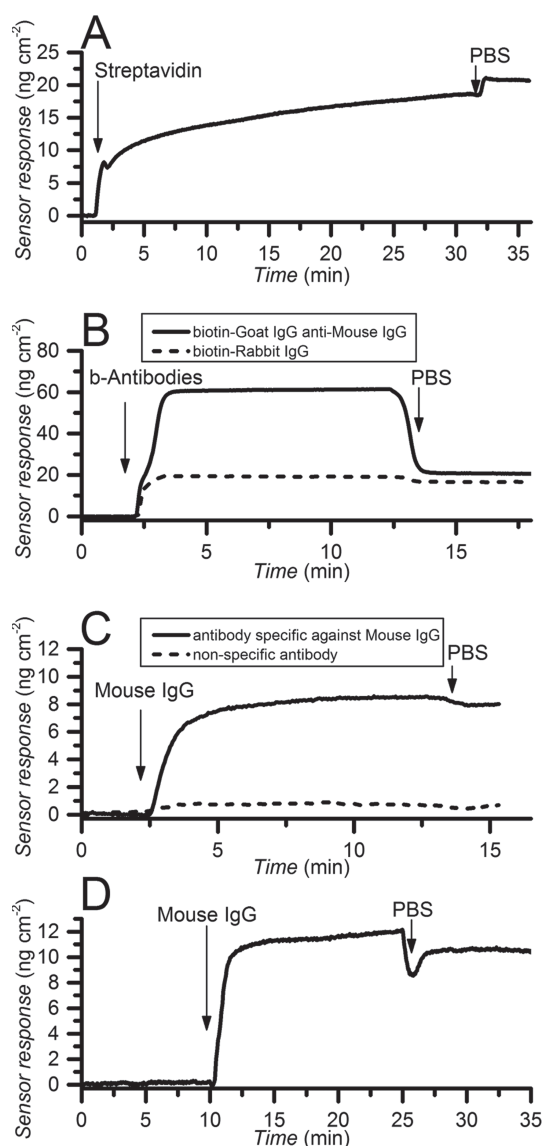 A
Streptavidin
PBS
Sensor response (ng cm⁻²)
25
20
15
10
5
0
0 5 10 15 20 25 30 35
Time (min)
B
biotin-Goat IgG anti-Mouse IgG
biotin-Rabbit IgG
b-Antibodies
PBS
Sensor response (ng cm⁻²)
80
60
40
20
0
0 5 10 15
Time (min)
C
antibody specific against Mouse IgG
non-specific antibody
Mouse IgG
PBS
Sensor response (ng cm⁻²)
12
10
8
6
4
2
0
0 5 10 15
Time (min)
D
Mouse IgG
PBS
Sensor response (ng cm⁻²)
12
10
8
6
4
2
0
0 5 10 15 20 25 30 35
Time (min)